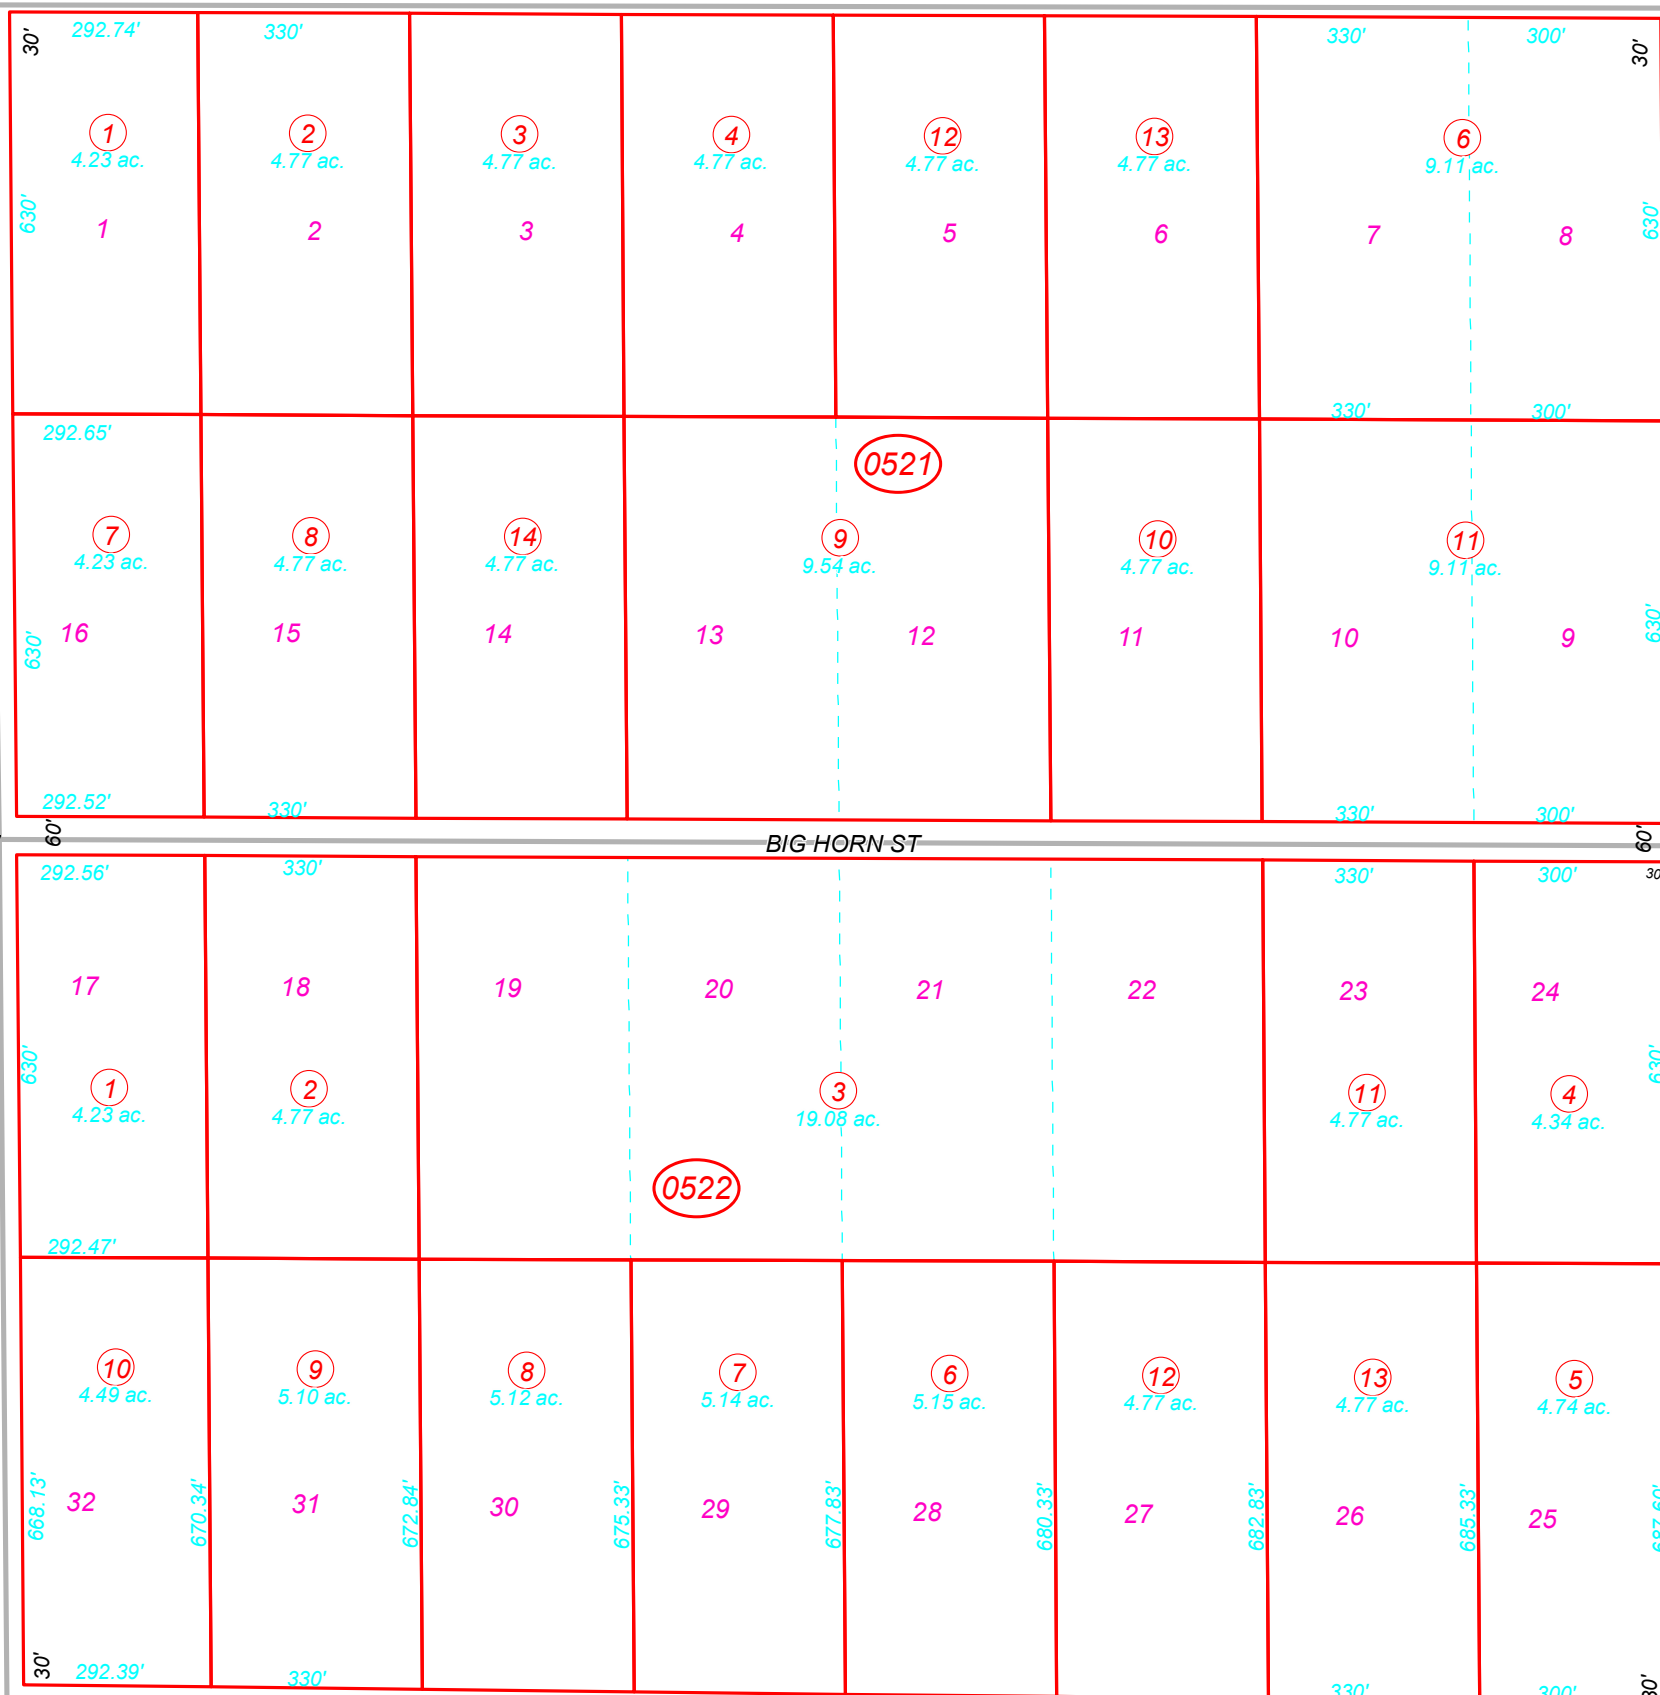 30' 292.74' 330' 330' 300' 30'
1 2 3 4 12 13 6
4.23 ac. 4.77 ac. 4.77 ac. 4.77 ac. 4.77 ac. 4.77 ac. 9.11 ac.
630' 1 2 3 4 5 6 7 8 630'
330' 300'
292.65'
0521
7 8 14 9 10 11
4.23 ac. 4.77 ac. 4.77 ac. 9.54 ac. 4.77 ac. 9.11 ac.
630' 16 15 14 13 12 11 10 9 630'
292.52' 330' 330' 300'
60' BIG HORN ST 60'
292.56' 330' 330' 300' 30
17 18 19 20 21 22 23 24
630' 630'
1 2 3 11 4
4.23 ac. 4.77 ac. 19.08 ac. 4.77 ac. 4.34 ac.
0522
292.47'
10 9 8 7 6 12 13 5
4.49 ac. 5.10 ac. 5.12 ac. 5.14 ac. 5.15 ac. 4.77 ac. 4.77 ac. 4.74 ac.
668.13' 32 670.34' 31 672.84' 30 675.33' 29 677.83' 28 680.33' 27 682.83' 26 685.33' 25 687.60'
30' 292.39' 330' 330' 300' 30'